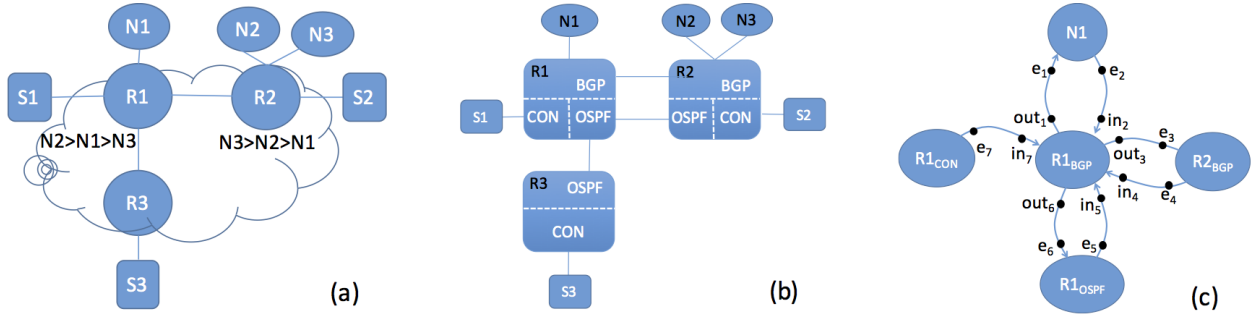 N1
N2
N3
S1
R1
R2
S2
N2>N1>N3
N3>N2>N1
R3
S3
(a)
N1
N2
N3
R1
BGP
R2
BGP
S1
CON
OSPF
OSPF
CON
S2
R3
OSPF
CON
S3
(b)
N1
e1
e2
out1
in2
R1CON
e7
in7
R1BGP
out3
e3
R2BGP
in4
e4
out6
in5
e6
e5
R1OSPF
(c)